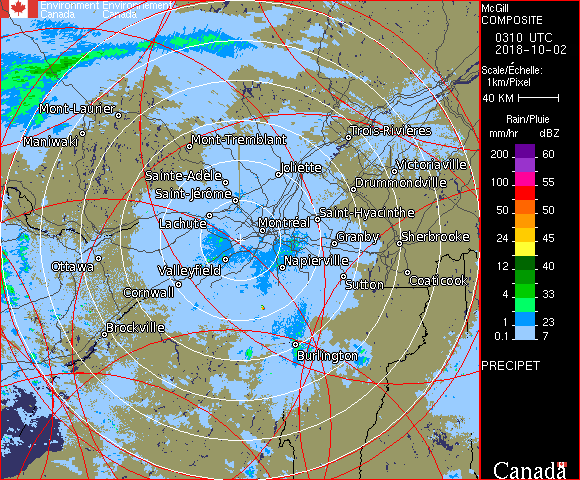 Environment Environnement
Canada Canada
McGill
COMPOSITE
0310 UTC
2018-10-02
Scale/Échelle:
1km/Pixel
40 KM
Rain/Pluie
mm/hr dBZ
200 60
100 55
50 50
24 45
12 40
4 33
1 23
0.1 7
PRECIPET
Canada
Mont-Laurier
Maniwaki
Mont-Tremblant
Trois-Rivières
Joliette
Victoriaville
Sainte-Adèle
Drummondville
Saint-Jérôme
Saint-Hyacinthe
Lachute
Montréal
Granby
Sherbrooke
Ottawa
Valleyfield
Napierville
Coaticook
Cornwall
Sutton
Brockville
Burlington